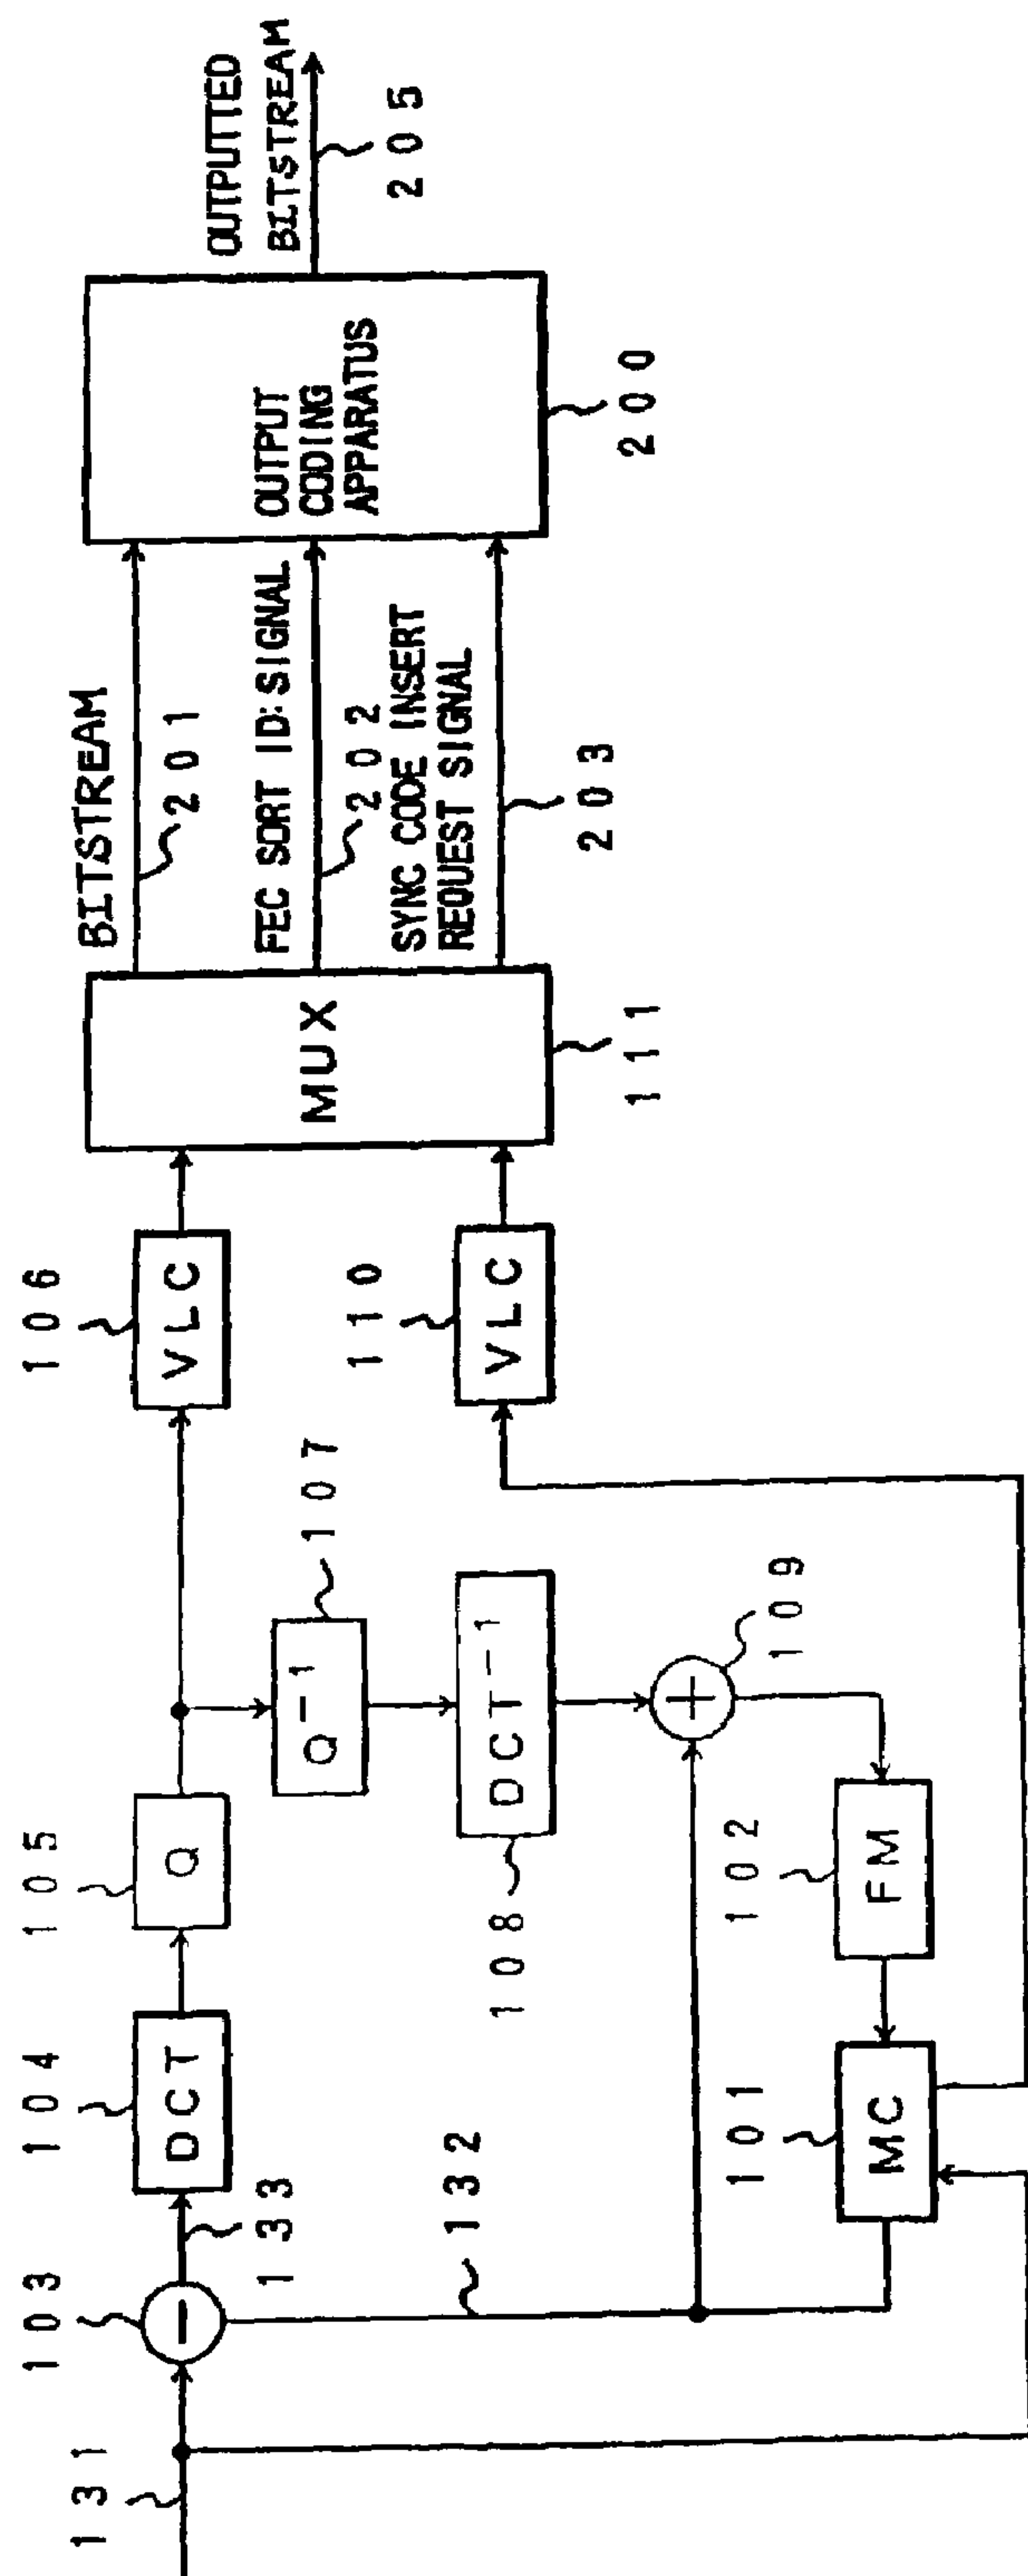 131
103
133
104
DCT
105
Q
106
VLC
132
Q⁻¹
107
DCT⁻¹
108
109
102
FM
101
MC
110
VLC
MUX
111
BITSTREAM
201
FEC SORT ID:SIGNAL
202
SYNC CODE INSERT
REQUEST SIGNAL
203
OUTPUT
CODING
APPARATUS
200
OUTPUTTED
BITSTREAM
205